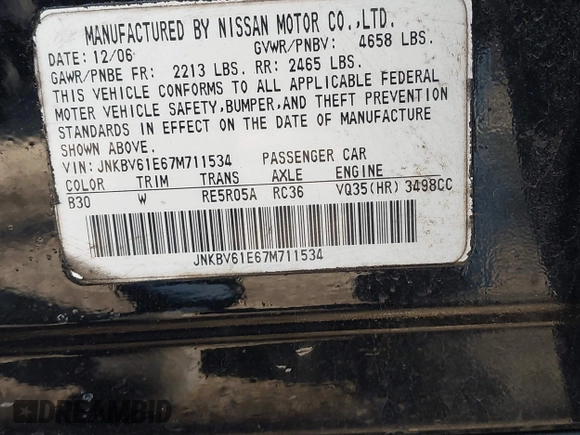 MANUFACTURED BY NISSAN MOTOR CO.,LTD.
DATE: 12/06 GVWR/PNBV: 4658 LBS.
GAWR/PNBE FR: 2213 LBS. RR: 2465 LBS.
THIS VEHICLE CONFORMS TO ALL APPLICABLE FEDERAL
MOTER VEHICLE SAFETY,BUMPER,AND THEFT PREVENTION
STANDARDS IN EFFECT ON THE DATE OF MANUFACTURE
SHOWN ABOVE.
VIN: JNKBV61E67M711534 PASSENGER CAR
COLOR TRIM TRANS AXLE ENGINE
B30 W RE5R05A RC36 VQ35(HR) 3498CC
JNKBV61E67M711534
DREAMBID